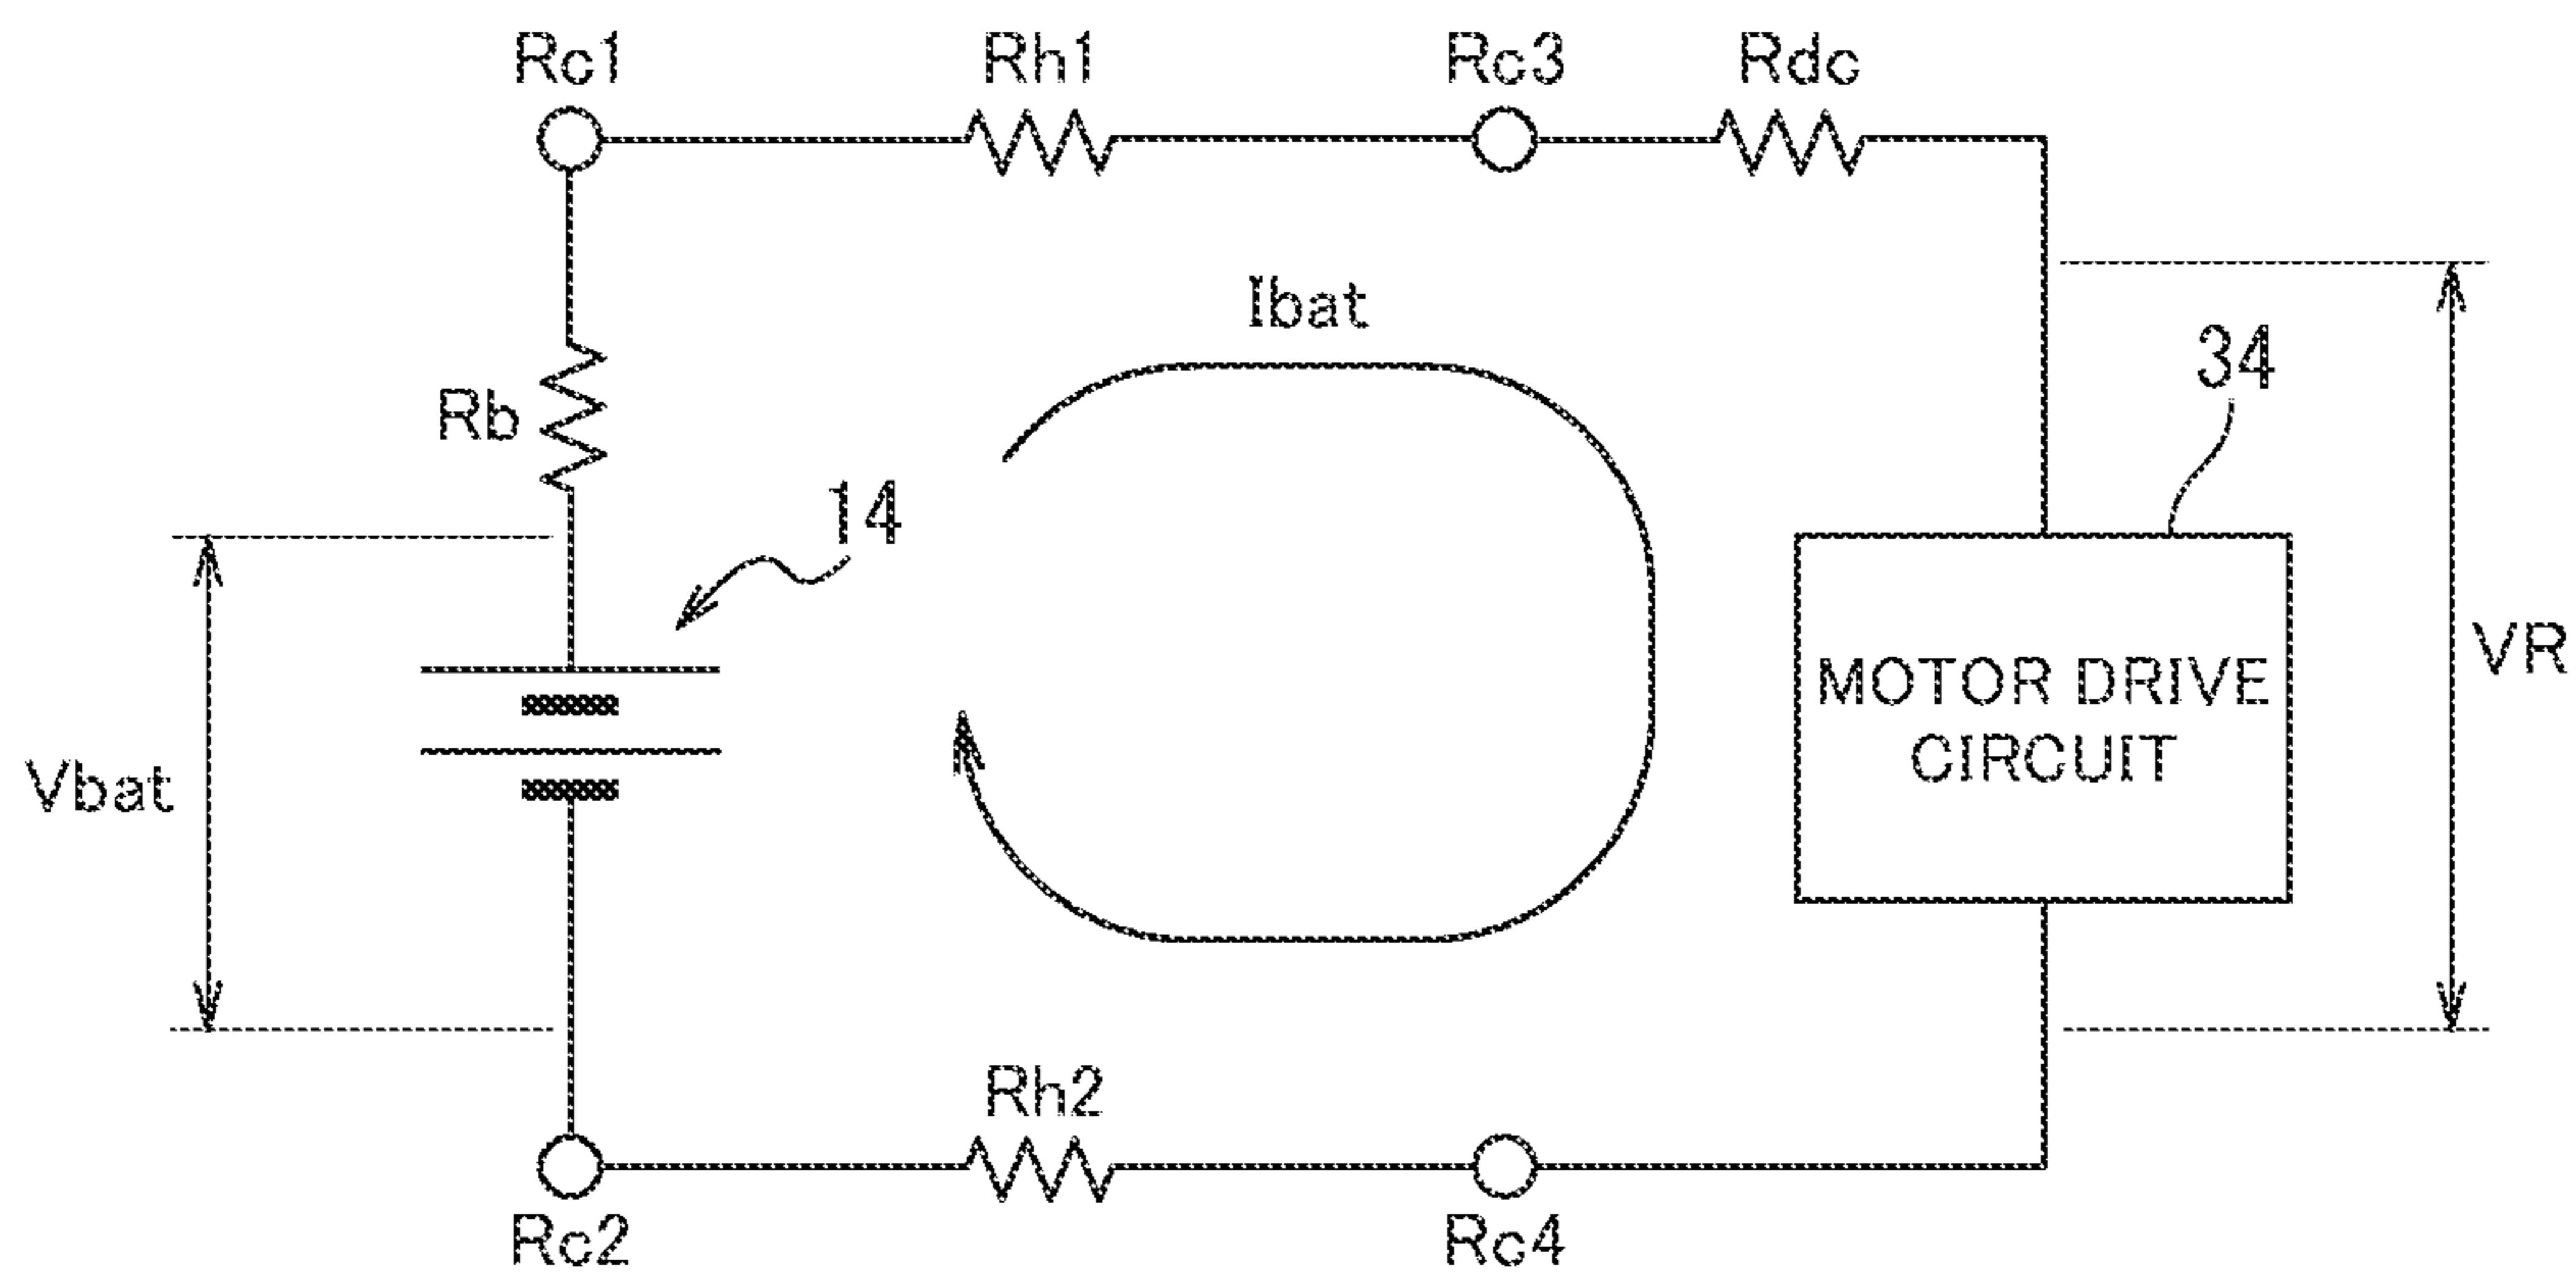 Rc1
Rh1
Rc3
Rdc
Ibat
34
Rb
14
VR
MOTOR DRIVE
CIRCUIT
Vbat
Rh2
Rc2
Rc4